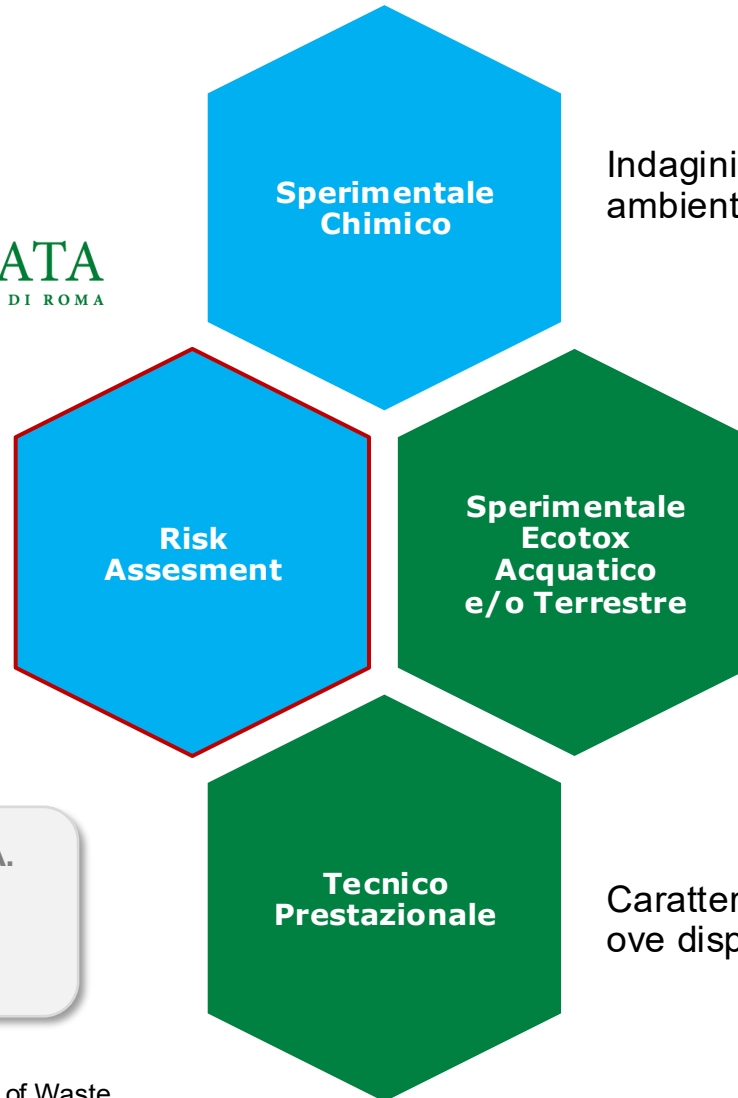 Sperimentale
Chimico
Indagini
ambient
ATA
DI ROMA
Risk
Assesment
Sperimentale
Ecotox
Acquatico
e/o Terrestre
A.
Tecnico
Prestazionale
Caratter
ove disp
of Waste